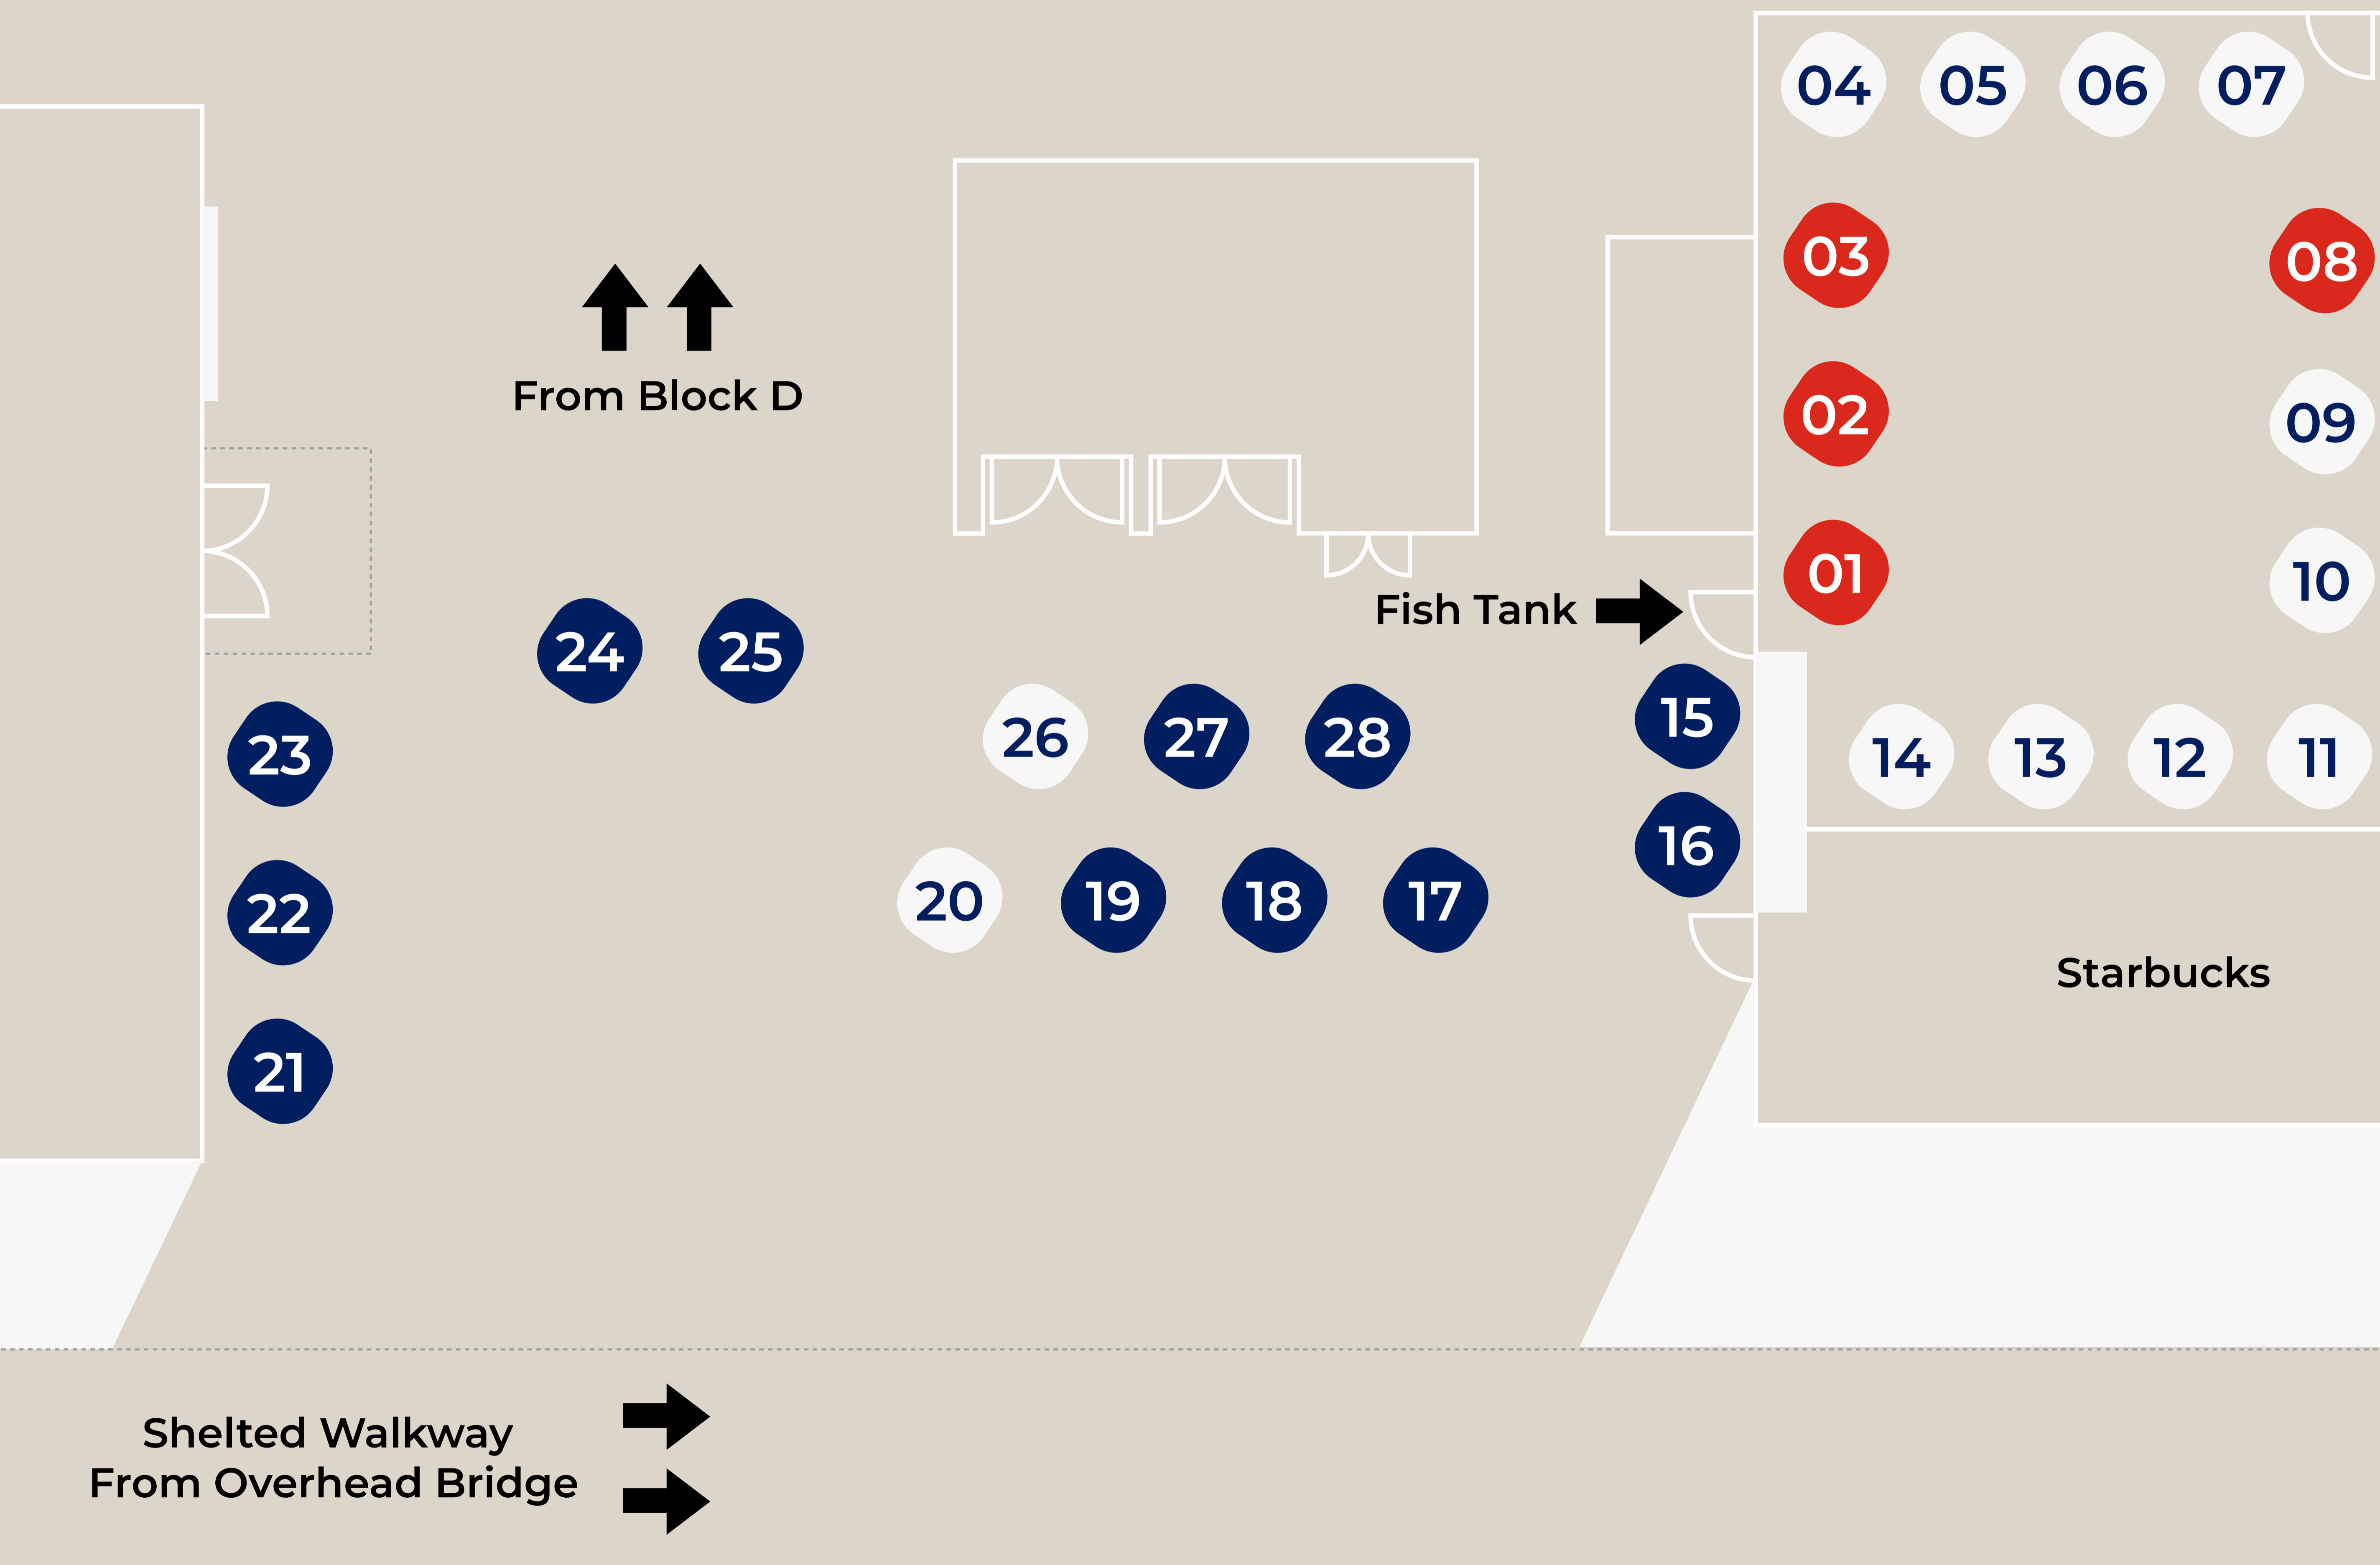 04 05 06 07
03 08
02 09
01 10
From Block D
Fish Tank
24 25
26 27 28
15
23
14 13 12 11
16
20 19 18 17
22
21
Starbucks
Shelted Walkway
From Overhead Bridge